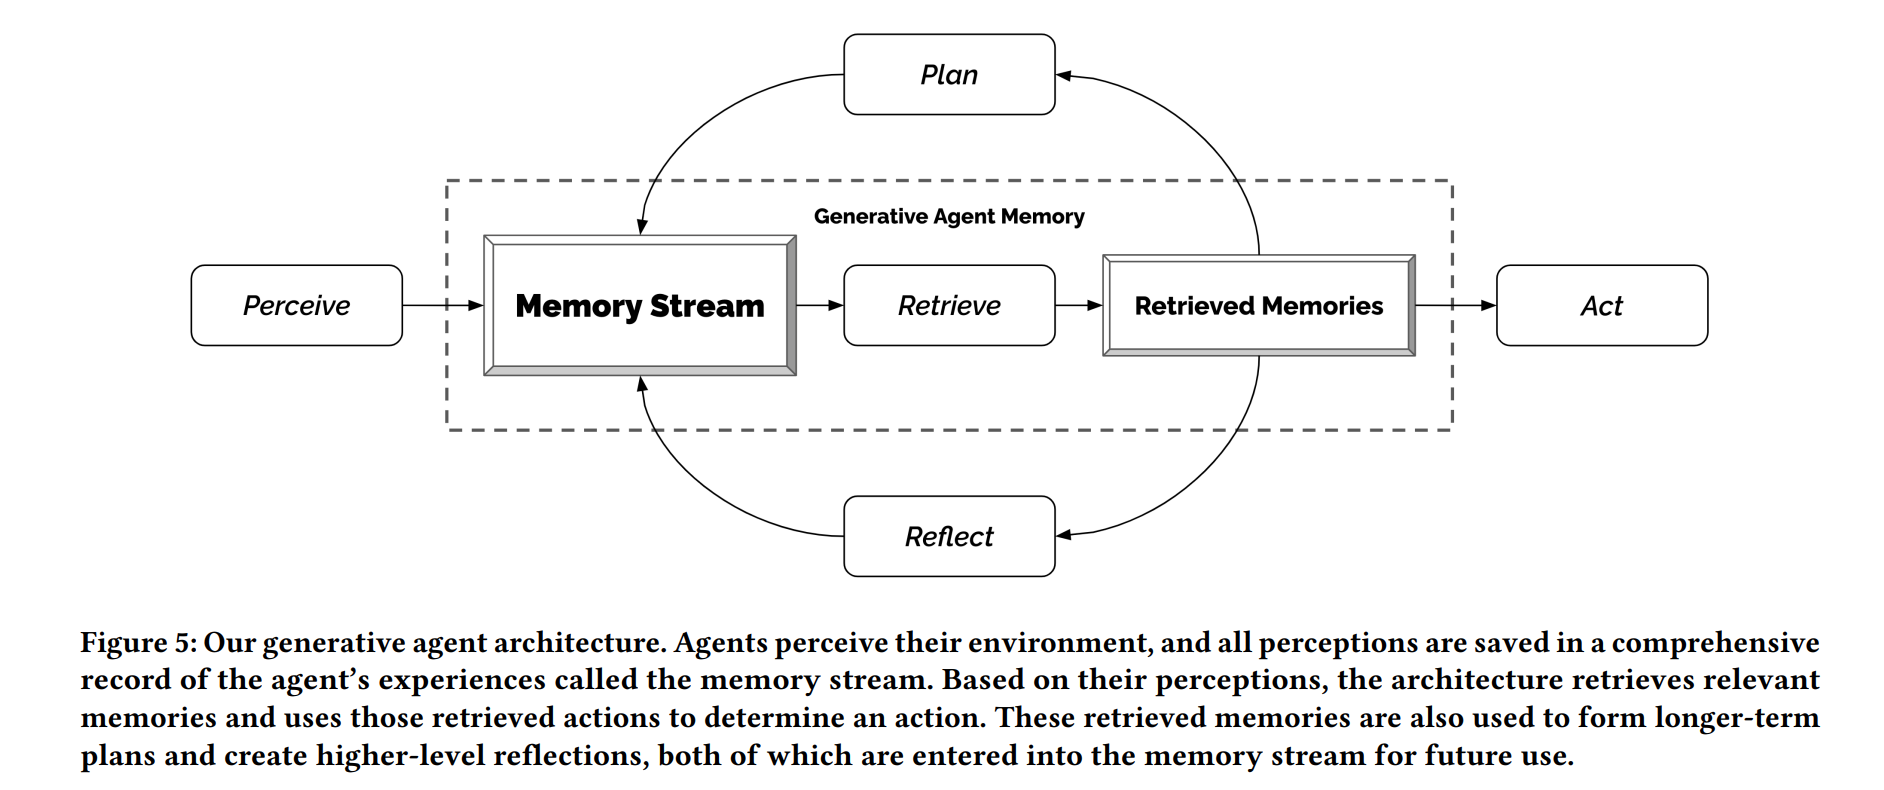 Plan
Generative Agent Memory
Perceive
Memory Stream
Retrieve
Retrieved Memories
Act
Reflect
Figure 5: Our generative agent architecture. Agents perceive their environment, and all perceptions are saved in a comprehensive
record of the agent’s experiences called the memory stream. Based on their perceptions, the architecture retrieves relevant
memories and uses those retrieved actions to determine an action. These retrieved memories are also used to form longer-term
plans and create higher-level reflections, both of which are entered into the memory stream for future use.